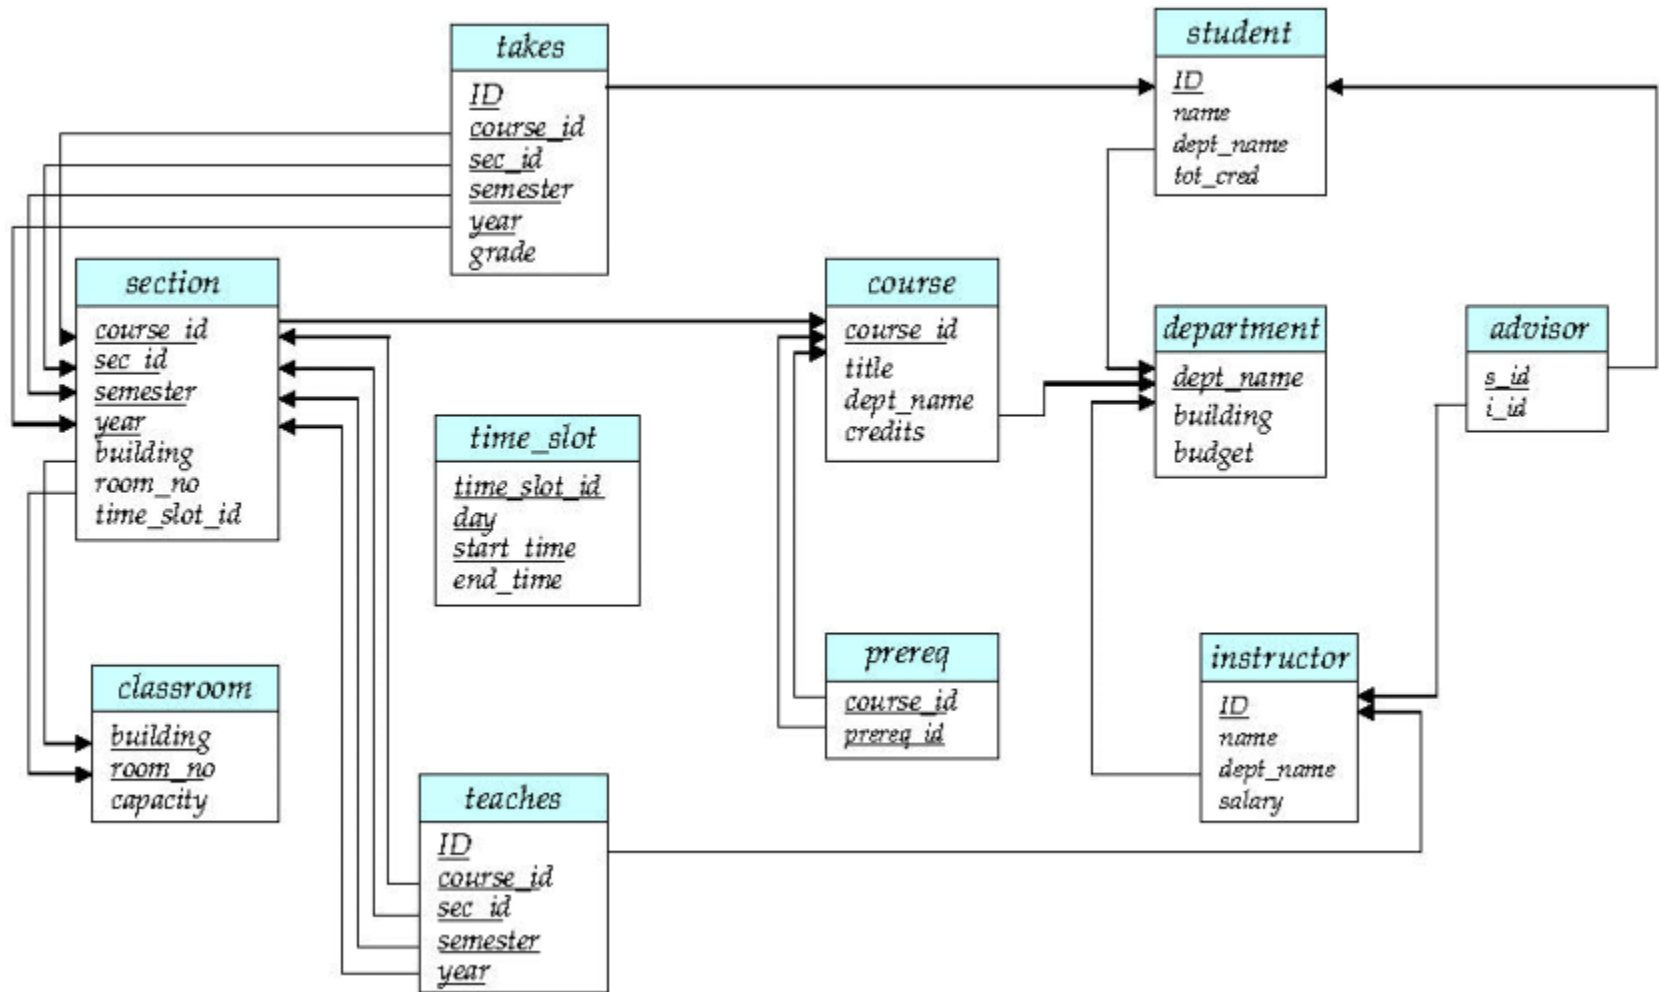 takes
ID
course_id
sec_id
semester
year
grade
student
ID
name
dept_name
tot_cred
section
course_id
sec_id
semester
year
building
room_no
time_slot_id
course
course_id
title
dept_name
credits
department
dept_name
building
budget
advisor
s_id
i_id
time_slot
time_slot_id
day
start_time
end_time
prereq
course_id
prereq_id
instructor
ID
name
dept_name
salary
classroom
building
room_no
capacity
teaches
ID
course_id
sec_id
semester
year